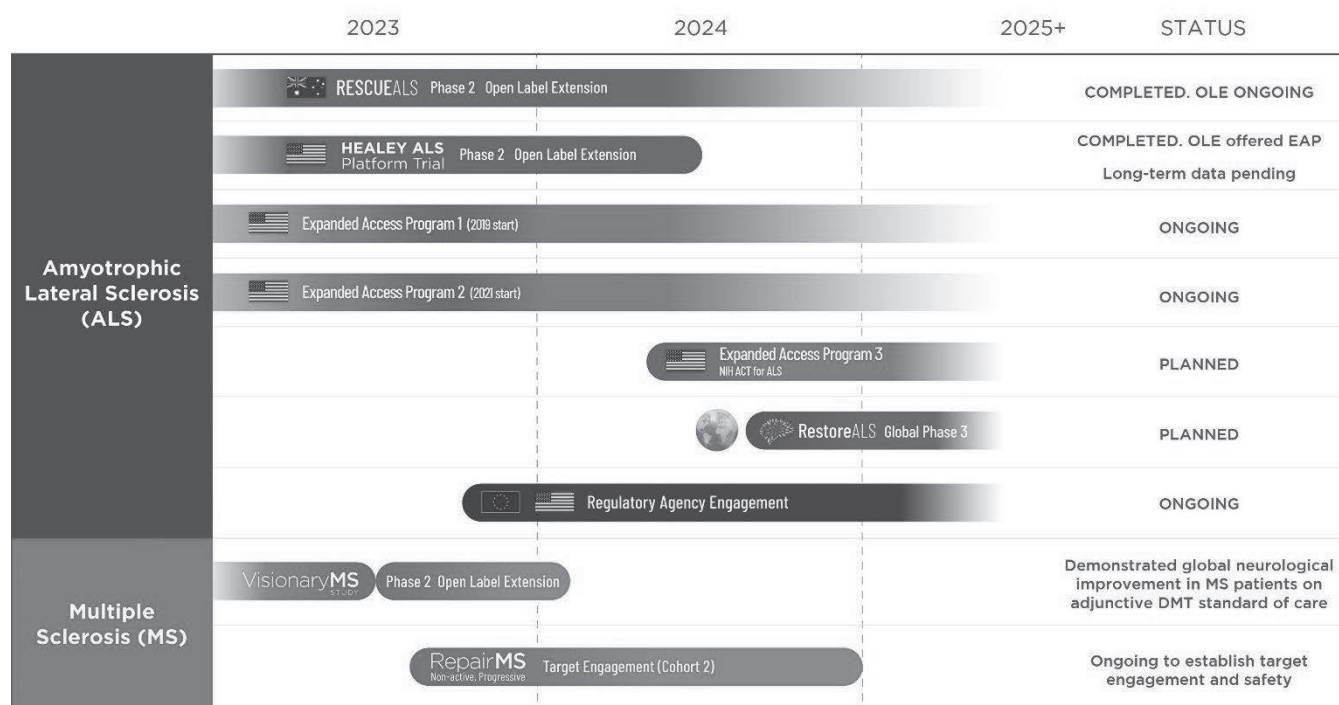 2023 2024 2025+ STATUS
Amyotrophic
Lateral Sclerosis
(ALS)
RESCUEALS Phase 2 Open Label Extension
COMPLETED. OLE ONGOING
HEALEY ALS
Platform Trial
Phase 2 Open Label Extension
COMPLETED. OLE offered EAP
Long-term data pending
Expanded Access Program 1 (2019 start)
ONGOING
Expanded Access Program 2 (2021 start)
ONGOING
Expanded Access Program 3
NIH ACT for ALS
PLANNED
RestoreALS Global Phase 3
PLANNED
Regulatory Agency Engagement
ONGOING
Multiple
Sclerosis (MS)
VisionaryMS
STUDY
Phase 2 Open Label Extension
Demonstrated global neurological
improvement in MS patients on
adjunctive DMT standard of care
RepairMS
Non-active, Progressive
Target Engagement (Cohort 2)
Ongoing to establish target
engagement and safety